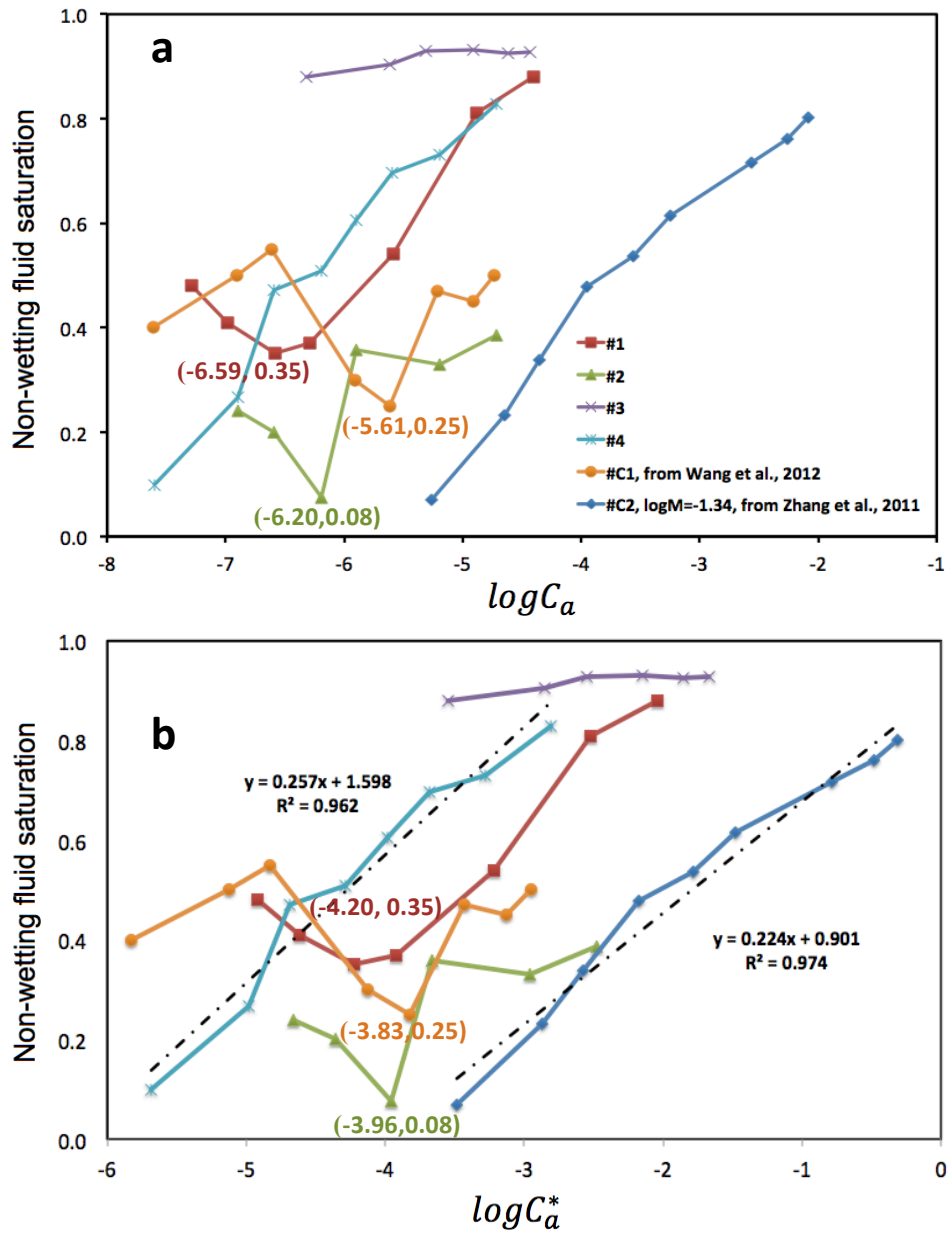 a
Non-wetting fluid saturation
1.0
0.8
0.6
0.4
0.2
0.0
(-6.59, 0.35)
(-5.61,0.25)
(-6.20,0.08)
#1
#2
#3
#4
#C1, from Wang et al., 2012
#C2, logM=-1.34, from Zhang et al., 2011
-8 -7 -6 -5 -4 -3 -2 -1
logCa
b
Non-wetting fluid saturation
1.0
0.8
0.6
0.4
0.2
0.0
y = 0.257x + 1.598
R² = 0.962
(-4.20, 0.35)
y = 0.224x + 0.901
R² = 0.974
(-3.83,0.25)
(-3.96,0.08)
-6 -5 -4 -3 -2 -1 0
logCa*